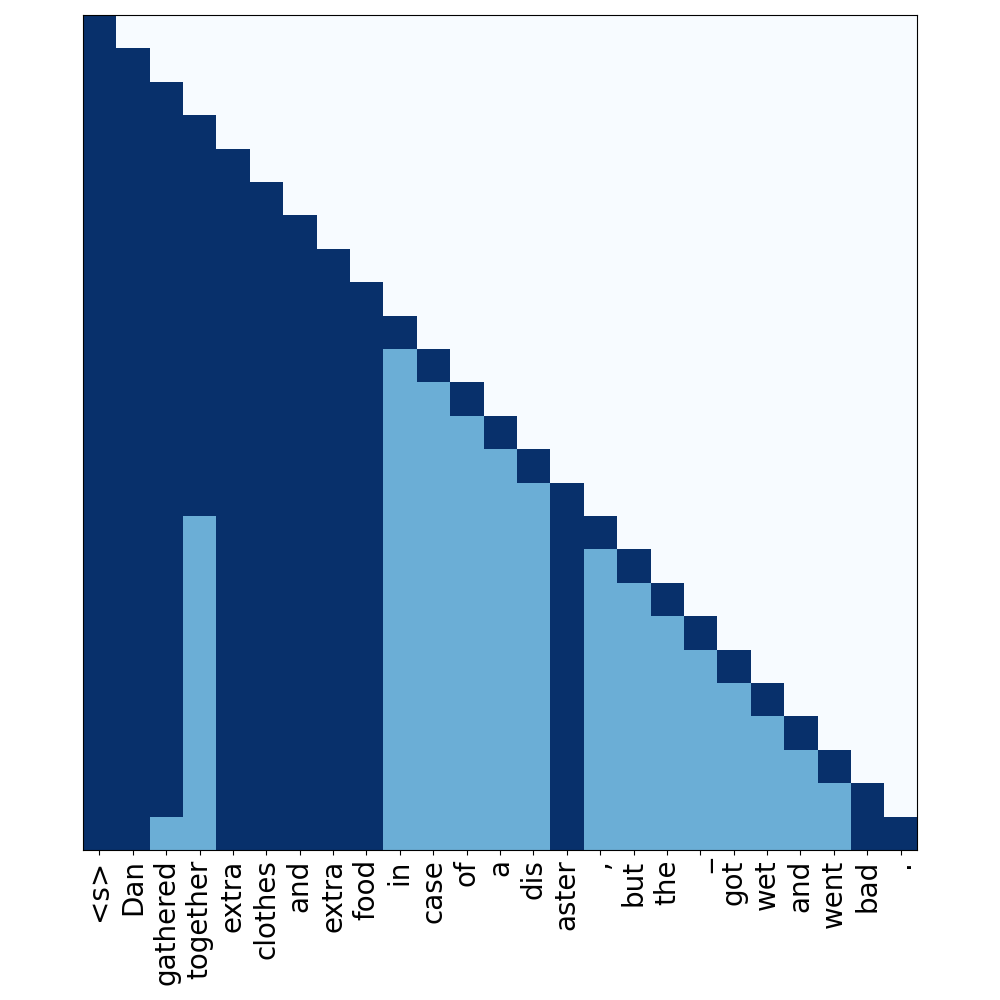 <s> Dan gathered together extra clothes and extra food in case of a dis aster , but the _ got wet and went bad .